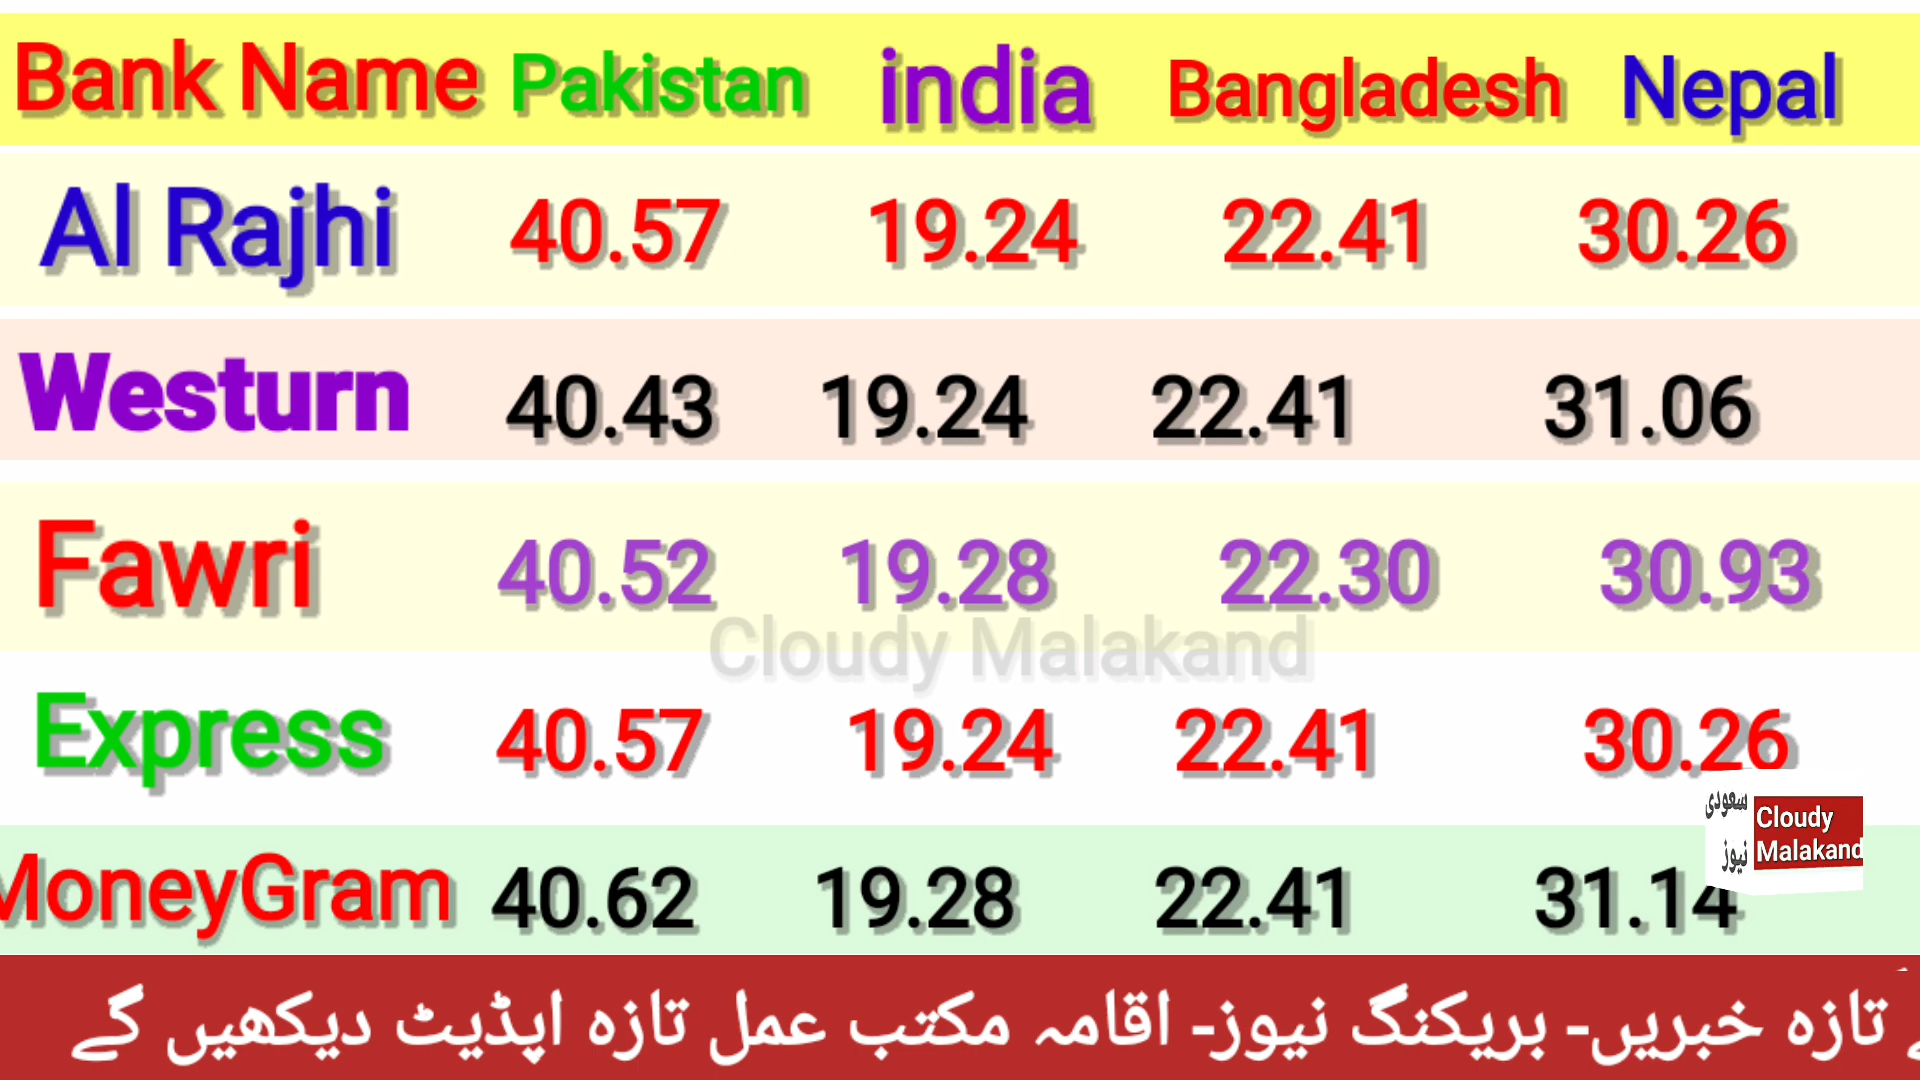 Bank Name Pakistan india Bangladesh Nepal
Al Rajhi 40.57 19.24 22.41 30.26
Westurn 40.43 19.24 22.41 31.06
Fawri 40.52 19.28 22.30 30.93
Cloudy Malakand
Express 40.57 19.24 22.41 30.26
سعودی نیوز
Cloudy
Malakand
MoneyGram 40.62 19.28 22.41 31.14
تازہ خبریں- بریکنگ نیوز- اقامہ مکتب عمل تازہ اپڈیٹ دیکھیں گے